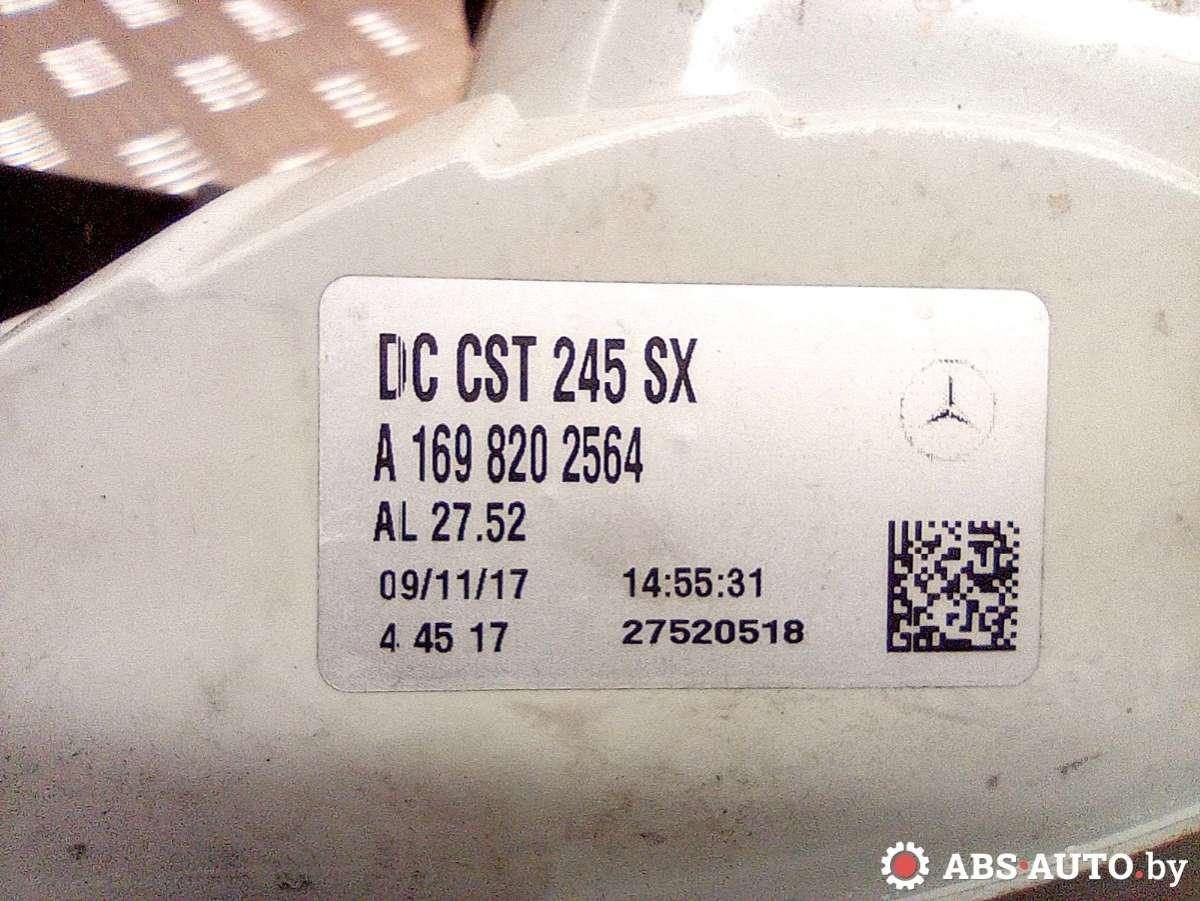 DC CST 245 SX
A 169 820 2564
AL 27.52
09/11/17 14:55:31
4 45 17 27520518
ABS-AUTO.by